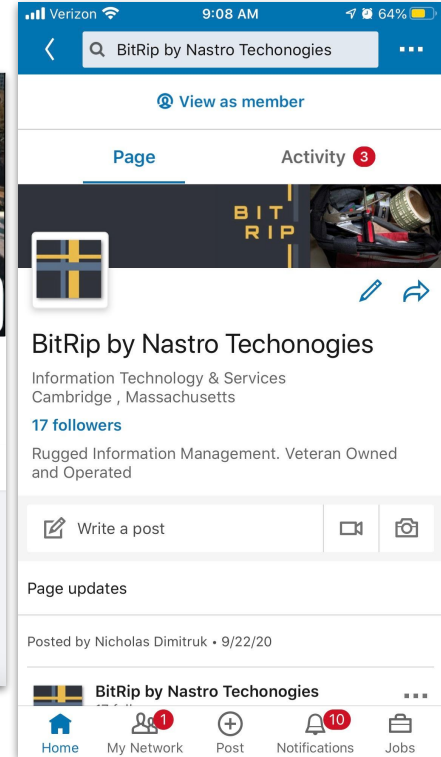 Verizon
9:08 AM
64%
BitRip by Nastro Techonogies
View as member
Page
Activity 3
BIT
RIP
BitRip by Nastro Techonogies
Information Technology & Services
Cambridge , Massachusetts
17 followers
Rugged Information Management. Veteran Owned
and Operated
Write a post
Page updates
Posted by Nicholas Dimitruk • 9/22/20
BitRip by Nastro Techonogies
1
10
Home
My Network
Post
Notifications
Jobs